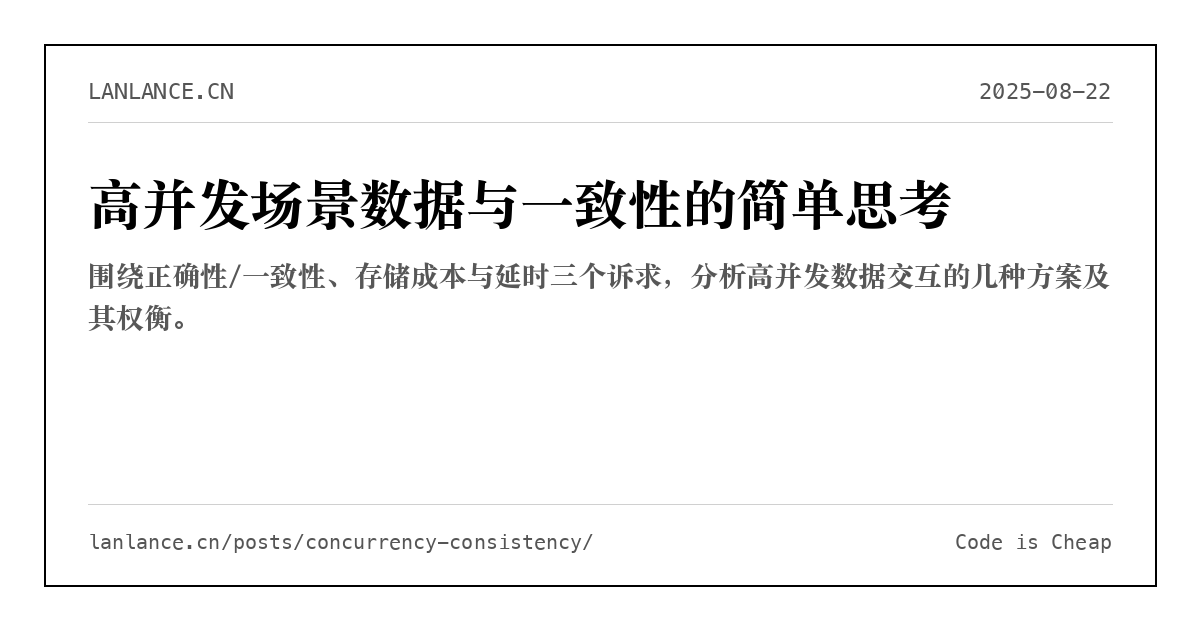 LANLANCE.CN
2025-08-22
高并发场景数据与一致性的简单思考
围绕正确性/一致性、存储成本与延时三个诉求，分析高并发数据交互的几种方案及
其权衡。
lanlance.cn/posts/concurrency-consistency/
Code is Cheap